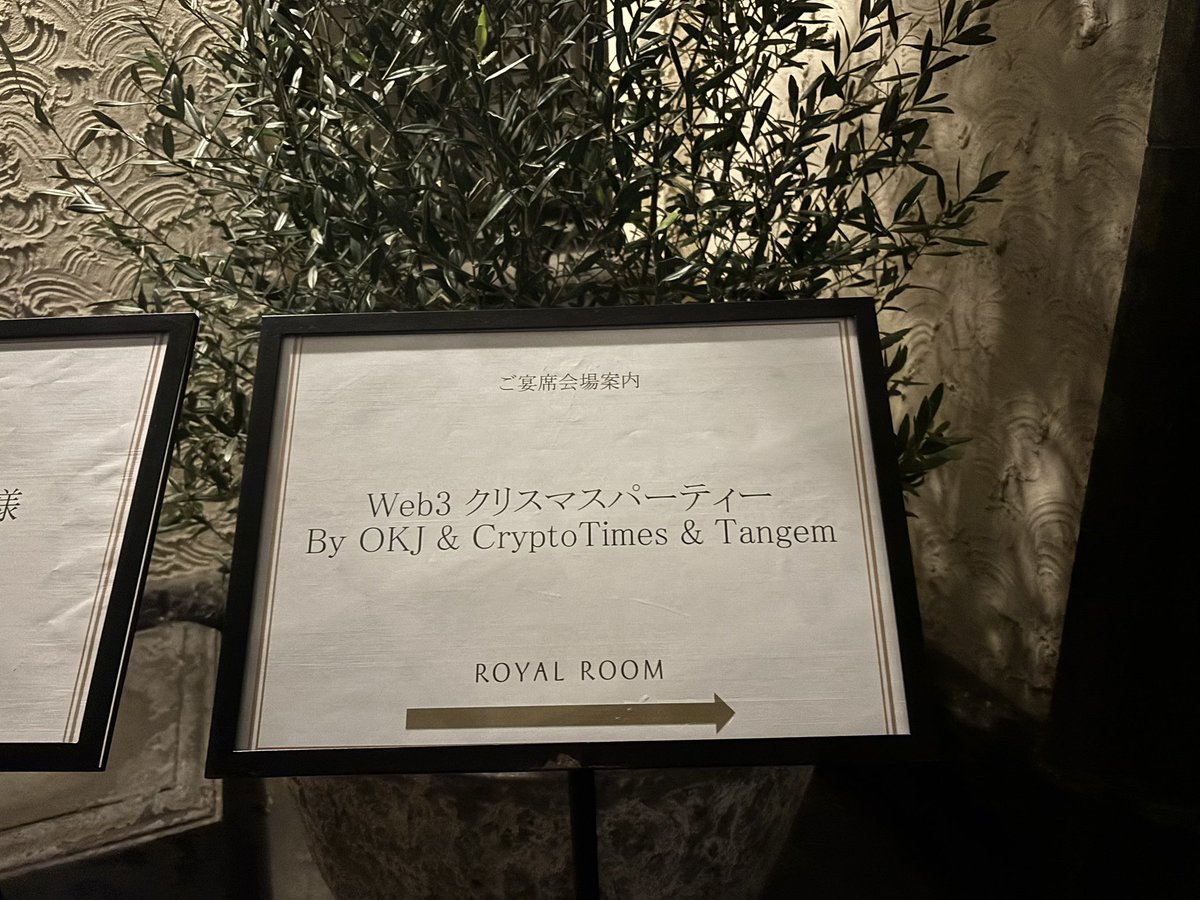 様
ご宴席会場案内
Web3 クリスマスパーティー
By OKJ & CryptoTimes & Tangem
ROYAL ROOM